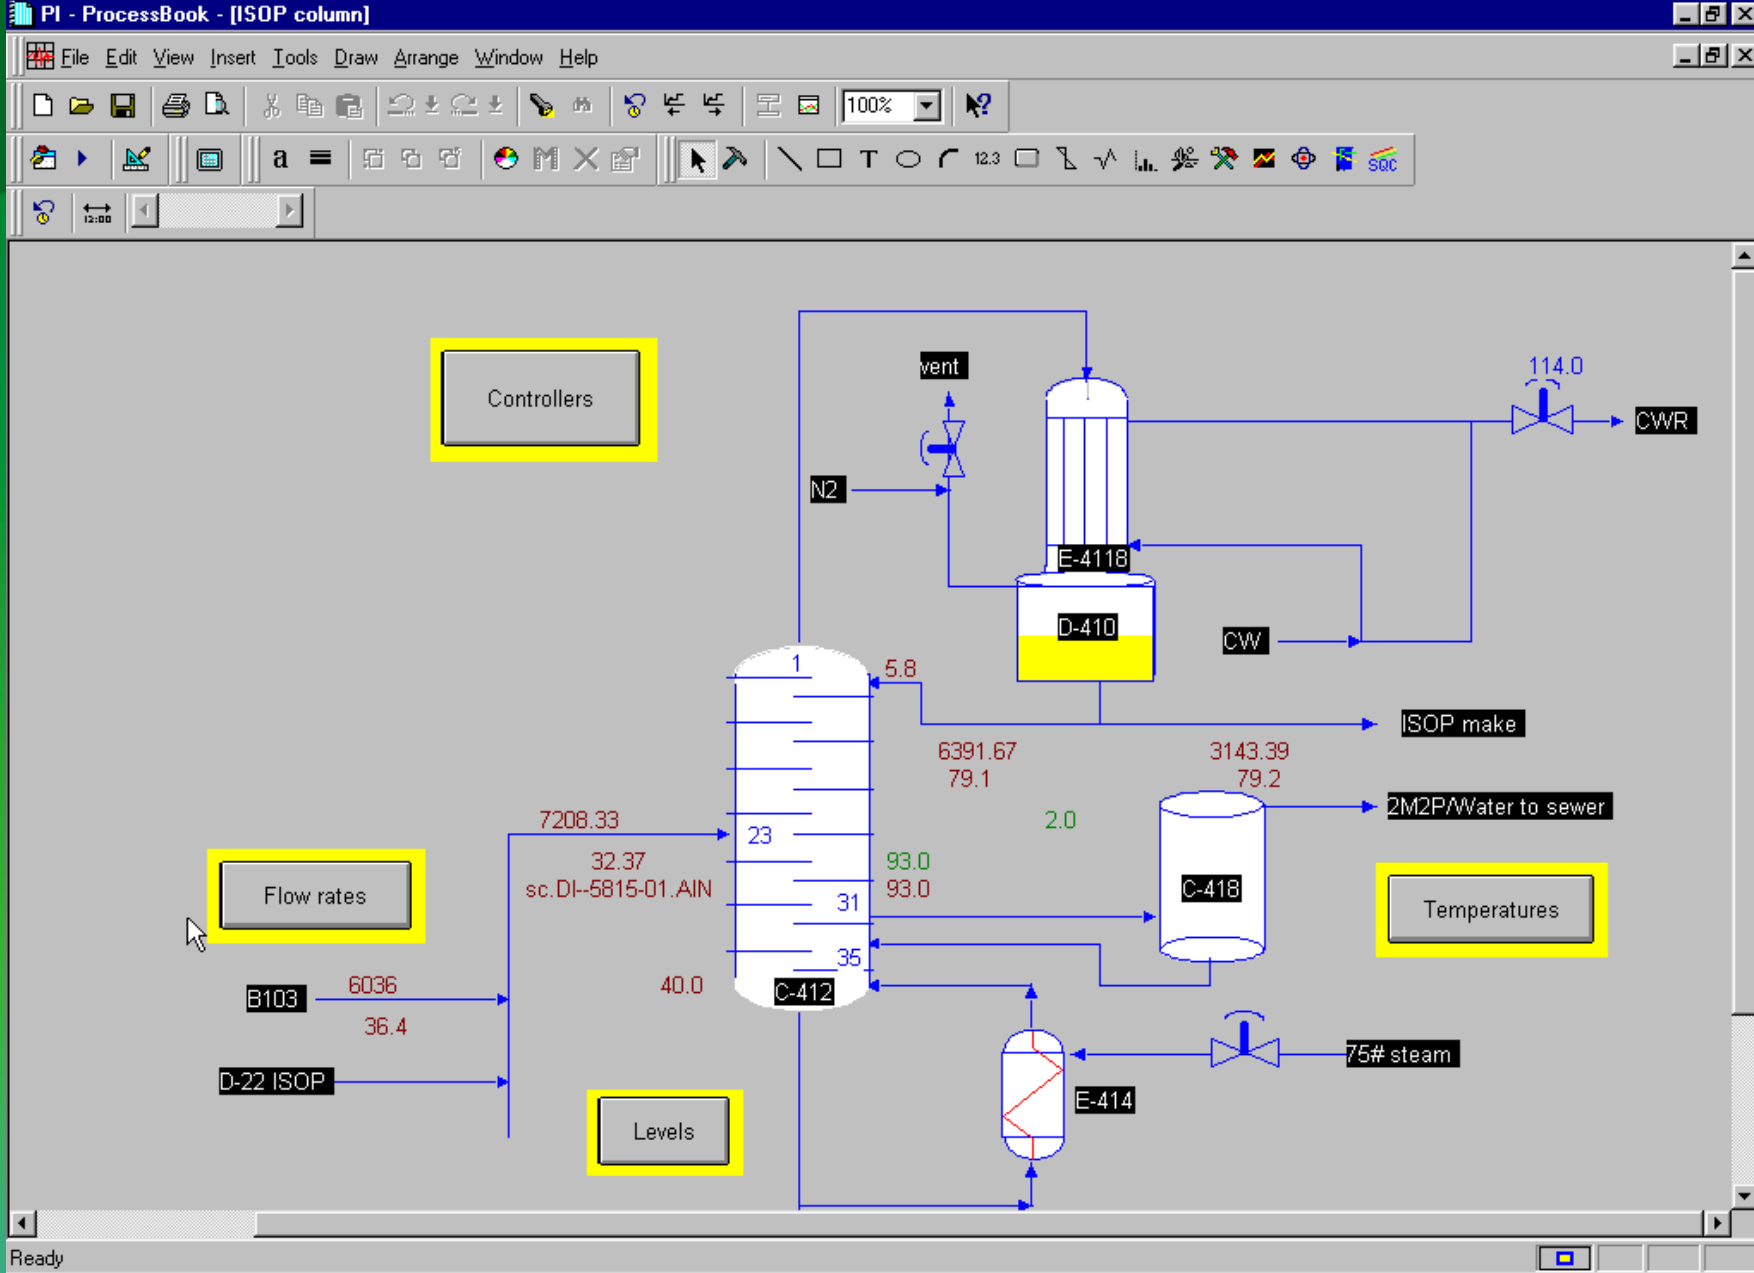 PI - ProcessBook - [ISOP column]
File Edit View Insert Tools Draw Arrange Window Help
100%
a T 12.3 SQC
12:00
Controllers
vent
114.0
CWR
N2
E-4118
D-410
CW
1
5.8
ISOP make
6391.67
3143.39
79.1
79.2
2M2P/Water to sewer
7208.33
2.0
23
32.37
93.0
sc.DI--5815-01.AIN
93.0
C-418
Flow rates
31
Temperatures
35
6036
40.0
C-412
B103
36.4
75# steam
D-22 ISOP
E-414
Levels
Ready